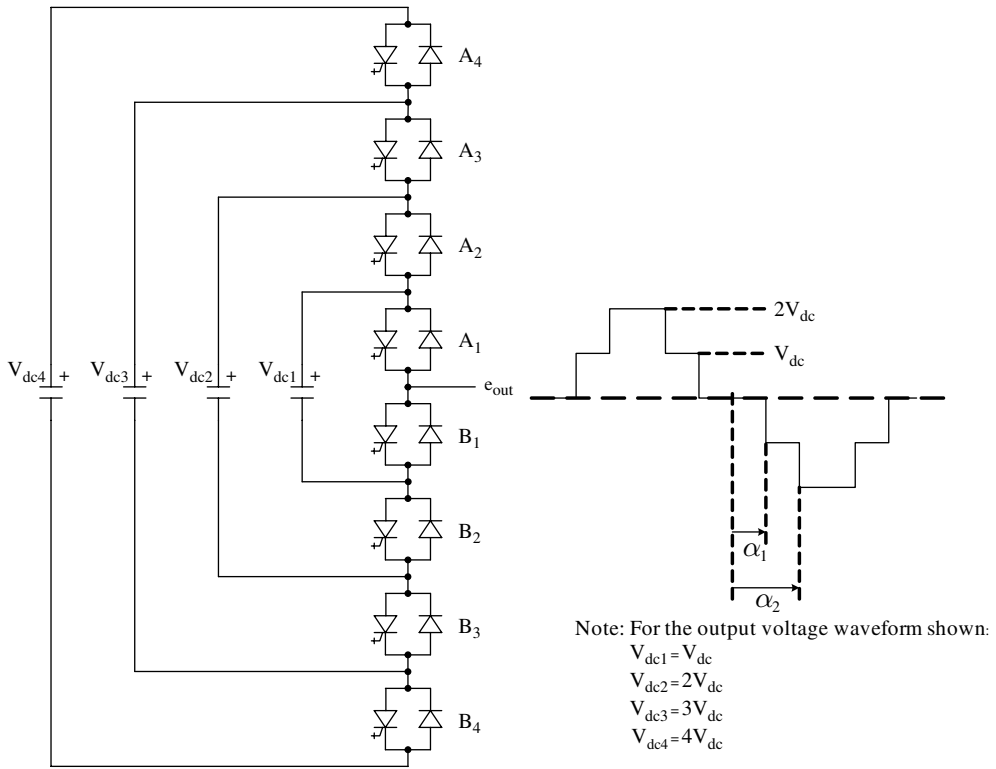 A4
A3
A2
A1
Vdc4 +
Vdc3 +
Vdc2 +
Vdc1 +
eout
B1
B2
B3
B4
2Vdc
Vdc
α1
α2
Note: For the output voltage waveform shown:
Vdc1=Vdc
Vdc2=2Vdc
Vdc3=3Vdc
Vdc4=4Vdc